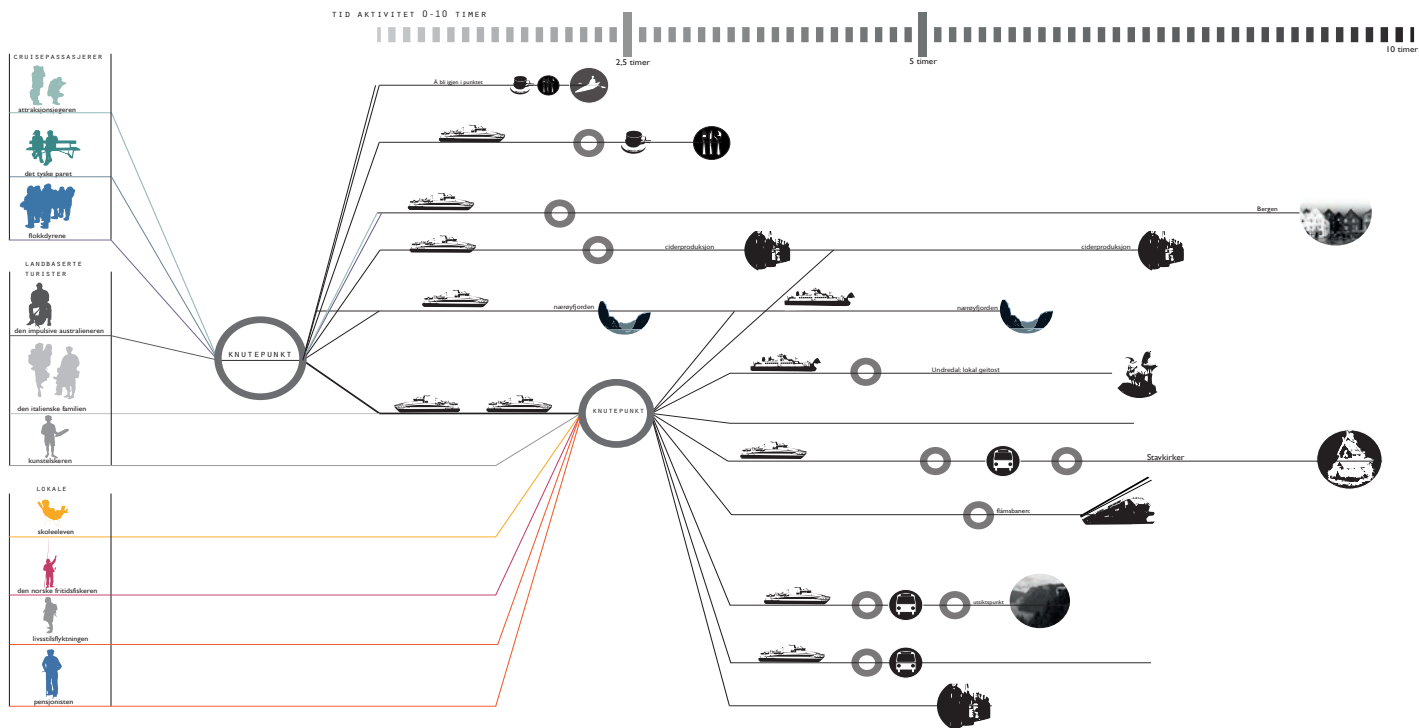 TID AKTIVITET 0-10 TIMER
2,5 timer
5 timer
10 timer
CRUISEPASSASJERER
attraksjonsjegeren
det tyske paret
flokkdyrene
LANDBASERTE
TURISTER
den impulsive australieneren
den italienske familien
kunstelskeren
LOKALE
skoleeleven
den norske fritidsfiskeren
livsstilsflyktningen
pensjonisten
KNUTEPUNKT
Å bli igjen i punktet
Bergen
ciderproduksjon
ciderproduksjon
nærøyfjorden
nærøyfjorden
Undredal: lokal geitost
KNUTEPUNKT
Stavkirker
flåmsbanen:
utsiktspunkt